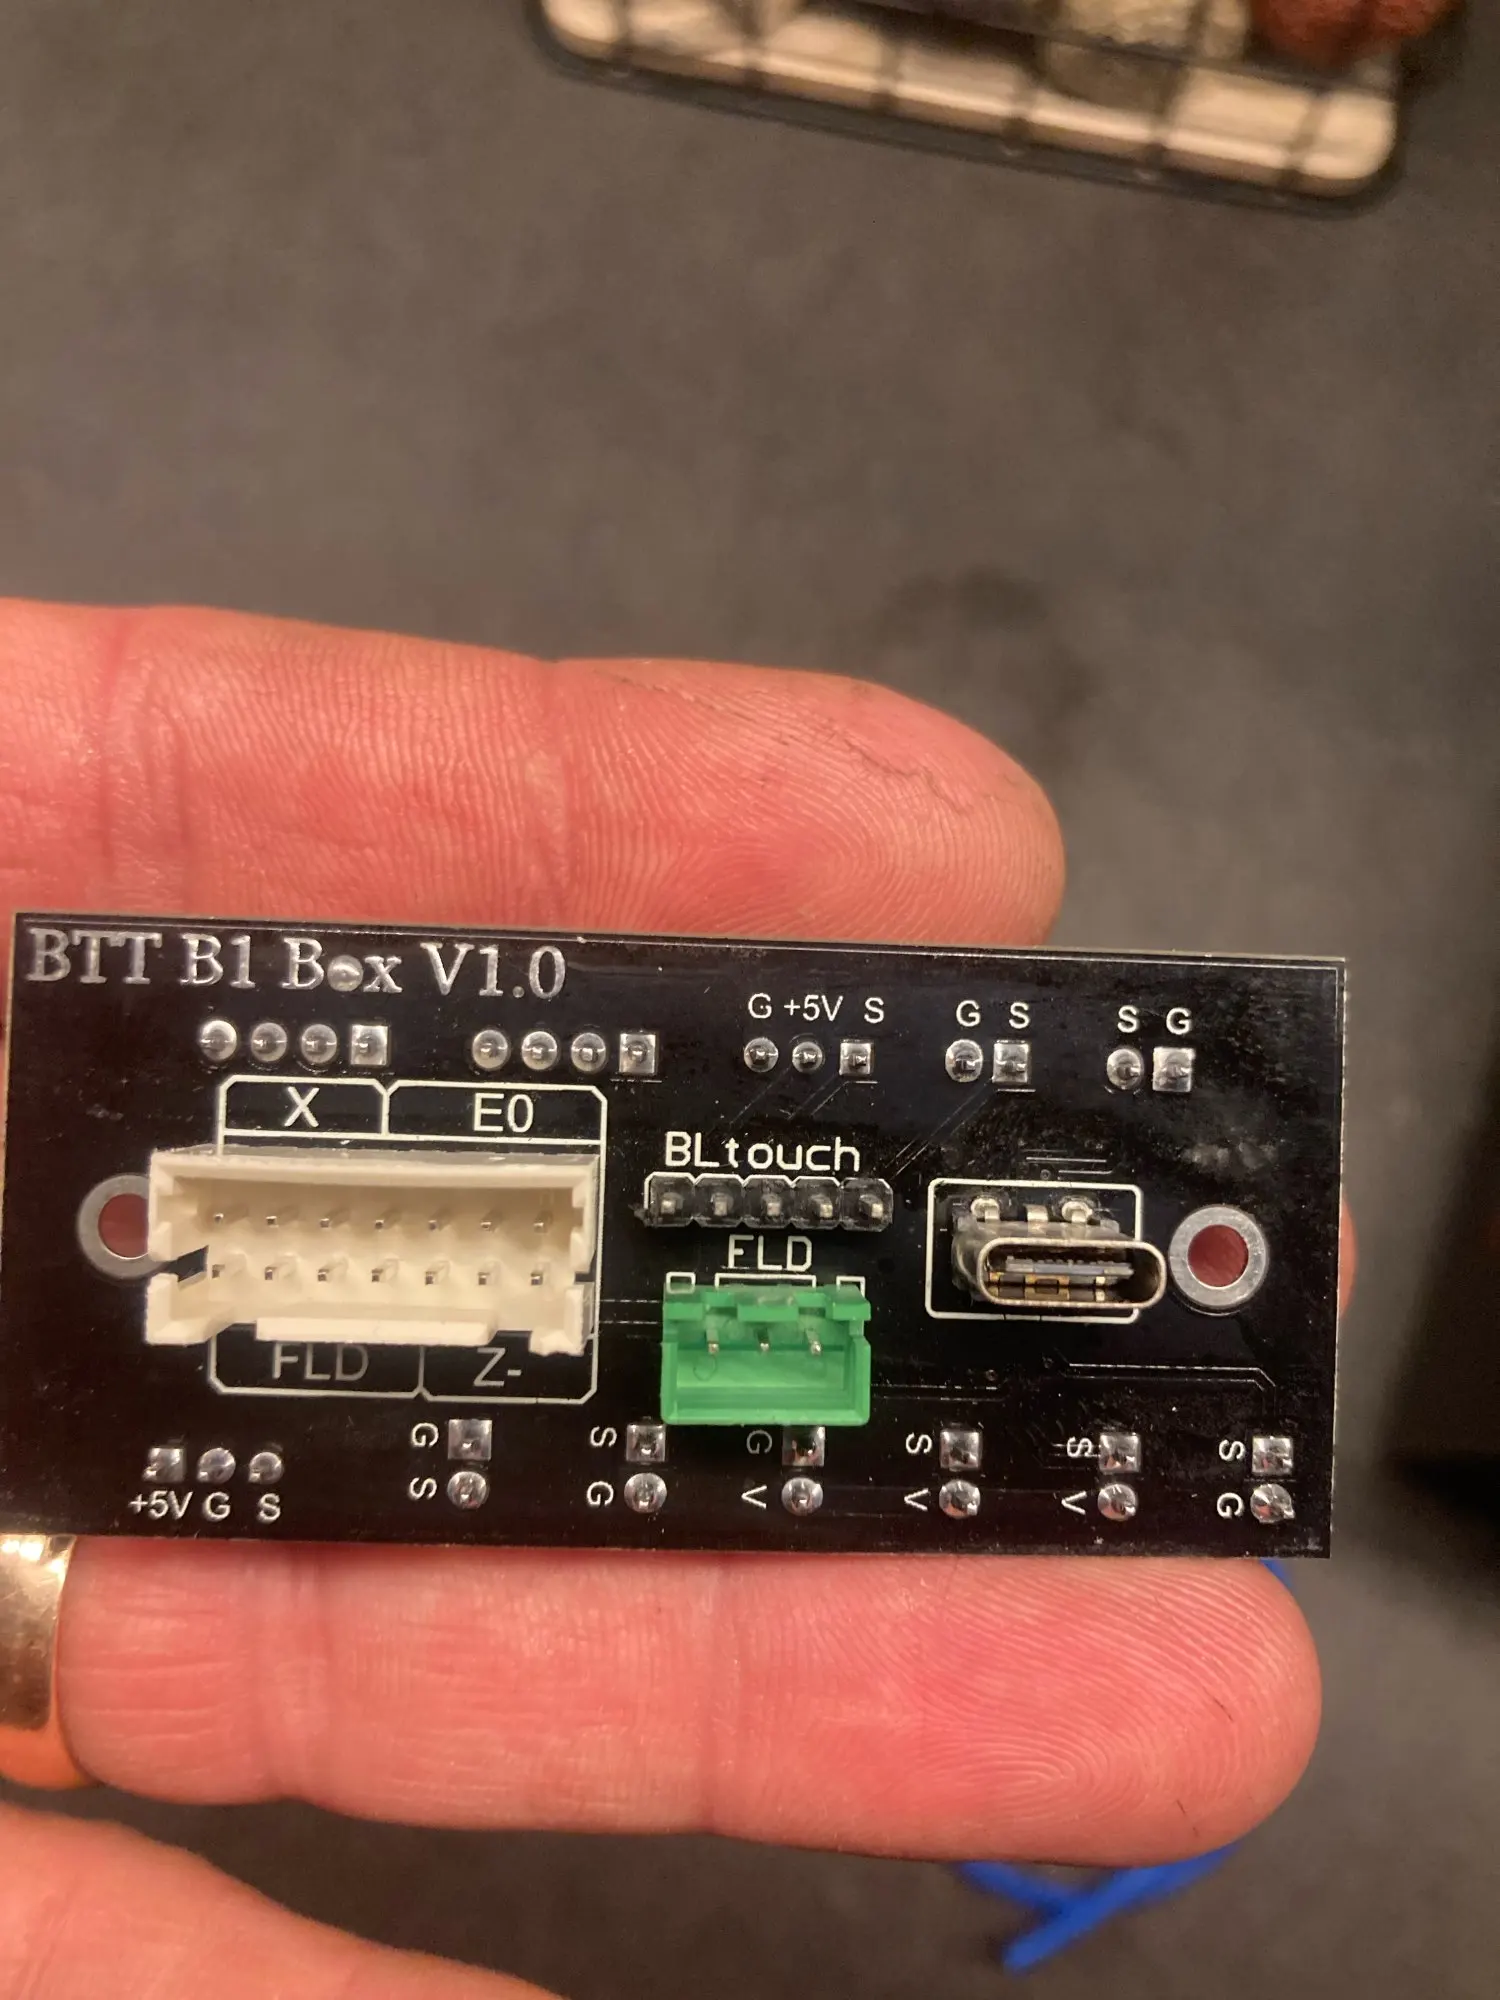 BTT B1 Box V1.0
G +5V S
G S
S G
X
E0
BLtouch
FLD
FLD
Z-
G
S
S
G
G
V
S
V
S
V
S
G
+5V G S